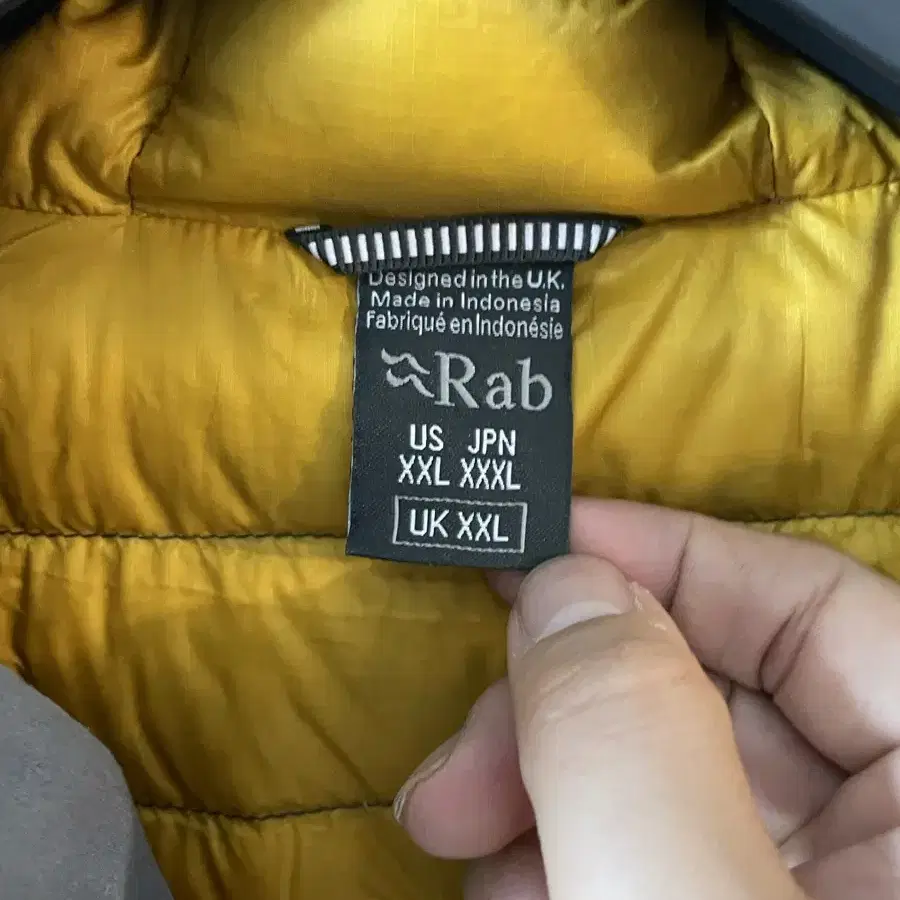 Designed in the U.K.
Made in Indonesia
Fabriqué en Indonésie
Rab
US JPN
XXL XXXL
UK XXL